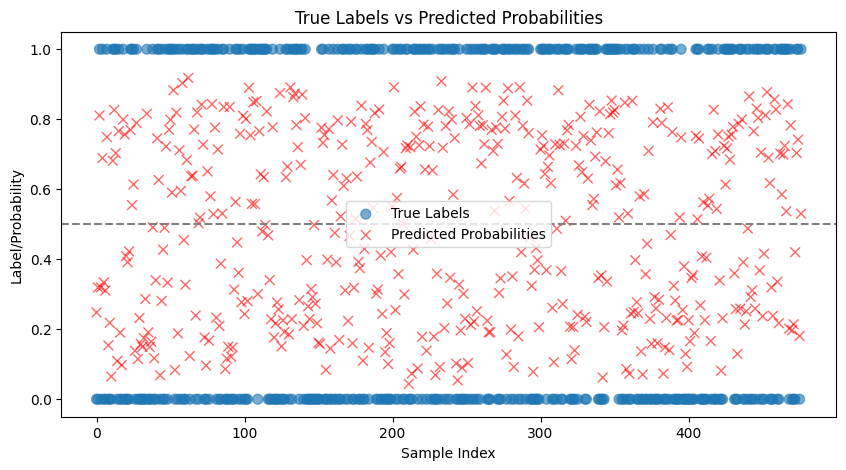 True Labels vs Predicted Probabilities
Label/Probability
1.0
0.8
0.6
0.4
0.2
0.0
True Labels
Predicted Probabilities
0
100
200
300
400
Sample Index